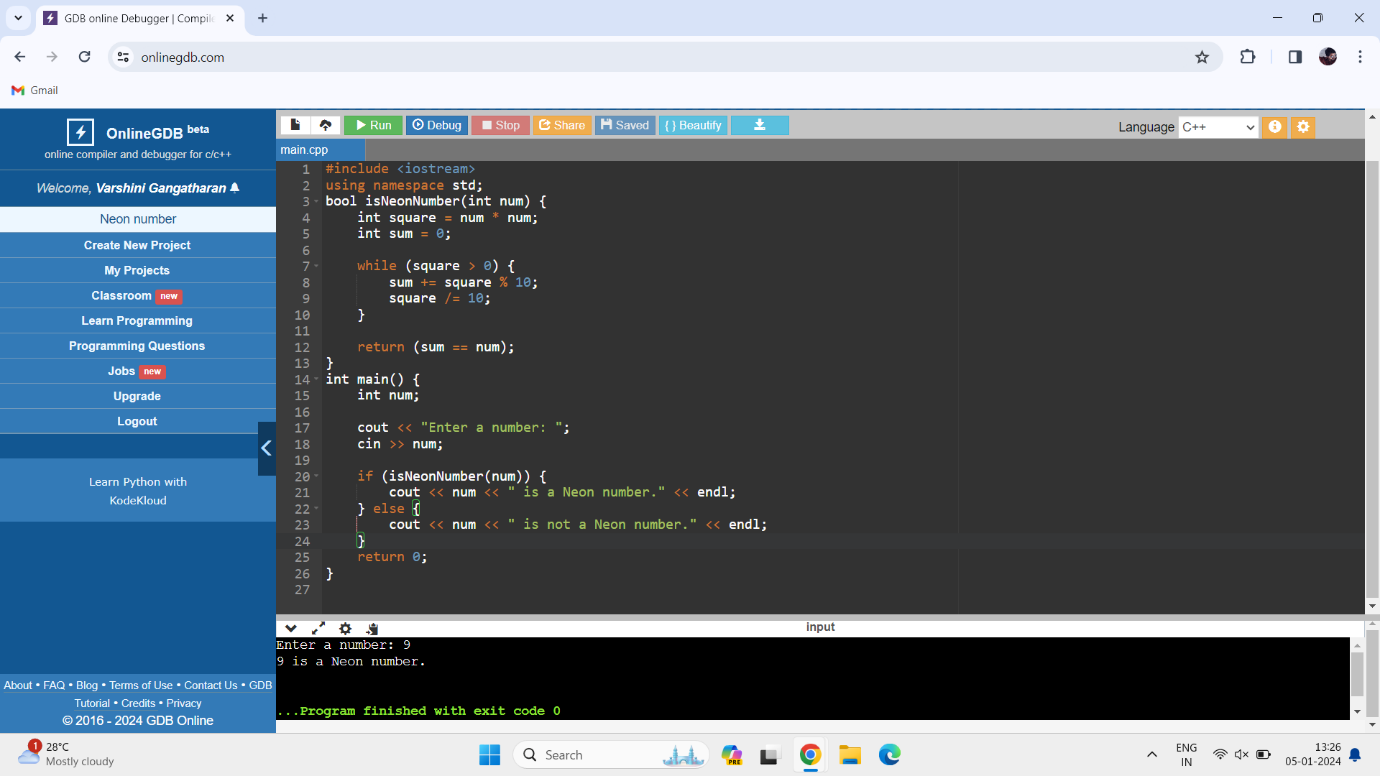 GDB online Debugger | Compile
onlinegdb.com
Gmail
OnlineGDB beta
online compiler and debugger for c/c++
Welcome, Varshini Gangatharan
Neon number
Create New Project
My Projects
Classroom new
Learn Programming
Programming Questions
Jobs new
Upgrade
Logout
Learn Python with
KodeKloud
About • FAQ • Blog • Terms of Use • Contact Us • GDB
Tutorial • Credits • Privacy
© 2016 - 2024 GDB Online
Run Debug Stop Share Saved { } Beautify
Language C++
main.cpp
1 #include <iostream>
2 using namespace std;
3 bool isNeonNumber(int num) {
4 int square = num * num;
5 int sum = 0;
6
7 while (square > 0) {
8 sum += square % 10;
9 square /= 10;
10 }
11
12 return (sum == num);
13 }
14 int main() {
15 int num;
16
17 cout << "Enter a number: ";
18 cin >> num;
19
20 if (isNeonNumber(num)) {
21 cout << num << " is a Neon number." << endl;
22 } else {
23 cout << num << " is not a Neon number." << endl;
24 }
25 return 0;
26 }
27
input
Enter a number: 9
9 is a Neon number.
...Program finished with exit code 0
1
28°C
Mostly cloudy
Search
PRE
ENG
IN
13:26
05-01-2024